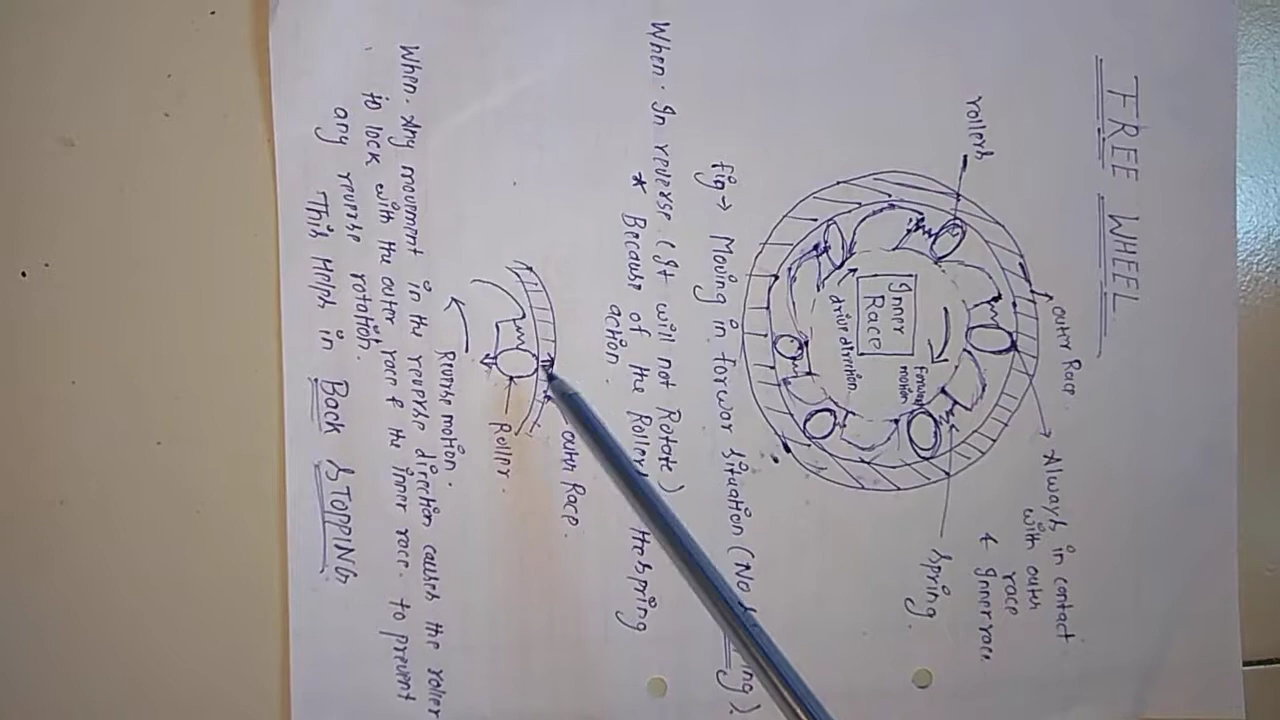 FREE WHEEL
rollers
outer Race.
Always in contact
with outer
race
& Inner race.
Inner
Race
forward
motion
drive direction
spring.
fig → Moving in forwar situation (No
ing).
When. In reverse. (It will not Rotate)
* Because of the Roller
the spring
action.
outer Race.
Roller.
Reverse motion.
When. Any movement in the reverse direction causes the roller
to lock with the outer race & the inner race. to prevent
any reverse rotation.
This Helps in Back STOPPING